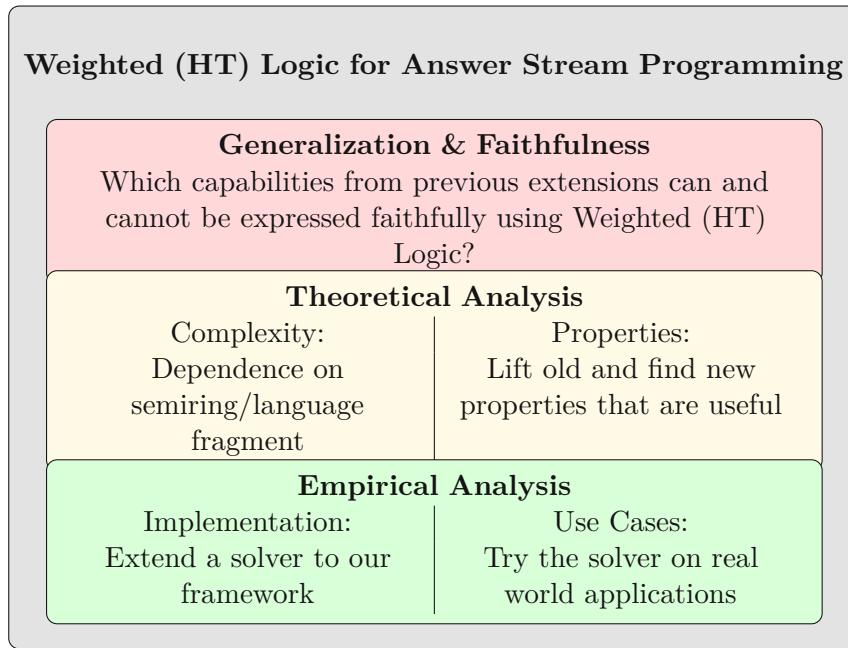 Weighted (HT) Logic for Answer Stream Programming
Generalization & Faithfulness
Which capabilities from previous extensions can and
cannot be expressed faithfully using Weighted (HT)
Logic?
Theoretical Analysis
Complexity:
Dependence on
semiring/language
fragment
Properties:
Lift old and find new
properties that are useful
Empirical Analysis
Implementation:
Extend a solver to our
framework
Use Cases:
Try the solver on real
world applications